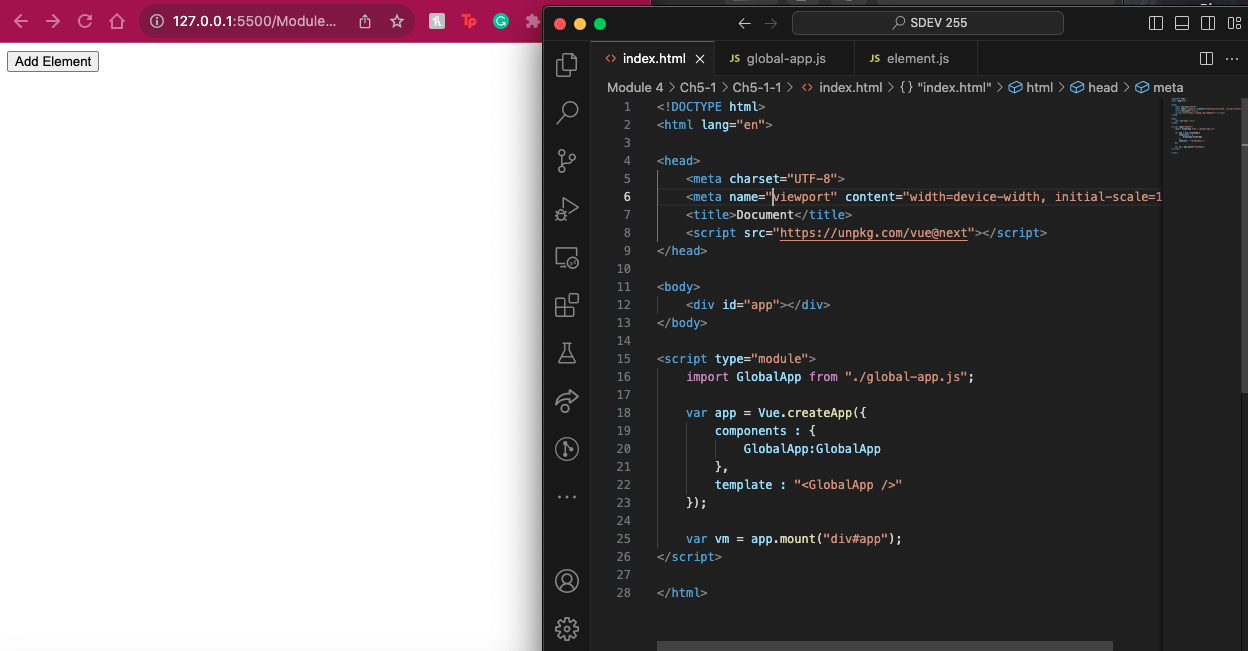 127.0.0.1:5500/Module...
Tp
Add Element
SDEV 255
index.html
JS global-app.js
JS element.js
Module 4 > Ch5-1 > Ch5-1-1 > <> index.html > {} "index.html" > html > head > meta
1 <!DOCTYPE html>
2 <html lang="en">
3
4 <head>
5 <meta charset="UTF-8">
6 <meta name="viewport" content="width=device-width, initial-scale=1
7 <title>Document</title>
8 <script src="https://unpkg.com/vue@next"></script>
9 </head>
10
11 <body>
12 <div id="app"></div>
13 </body>
14
15 <script type="module">
16 import GlobalApp from "./global-app.js";
17
18 var app = Vue.createApp({
19 components : {
20 GlobalApp:GlobalApp
21 },
22 template : "<GlobalApp />"
23 });
24
25 var vm = app.mount("div#app");
26 </script>
27
28 </html>